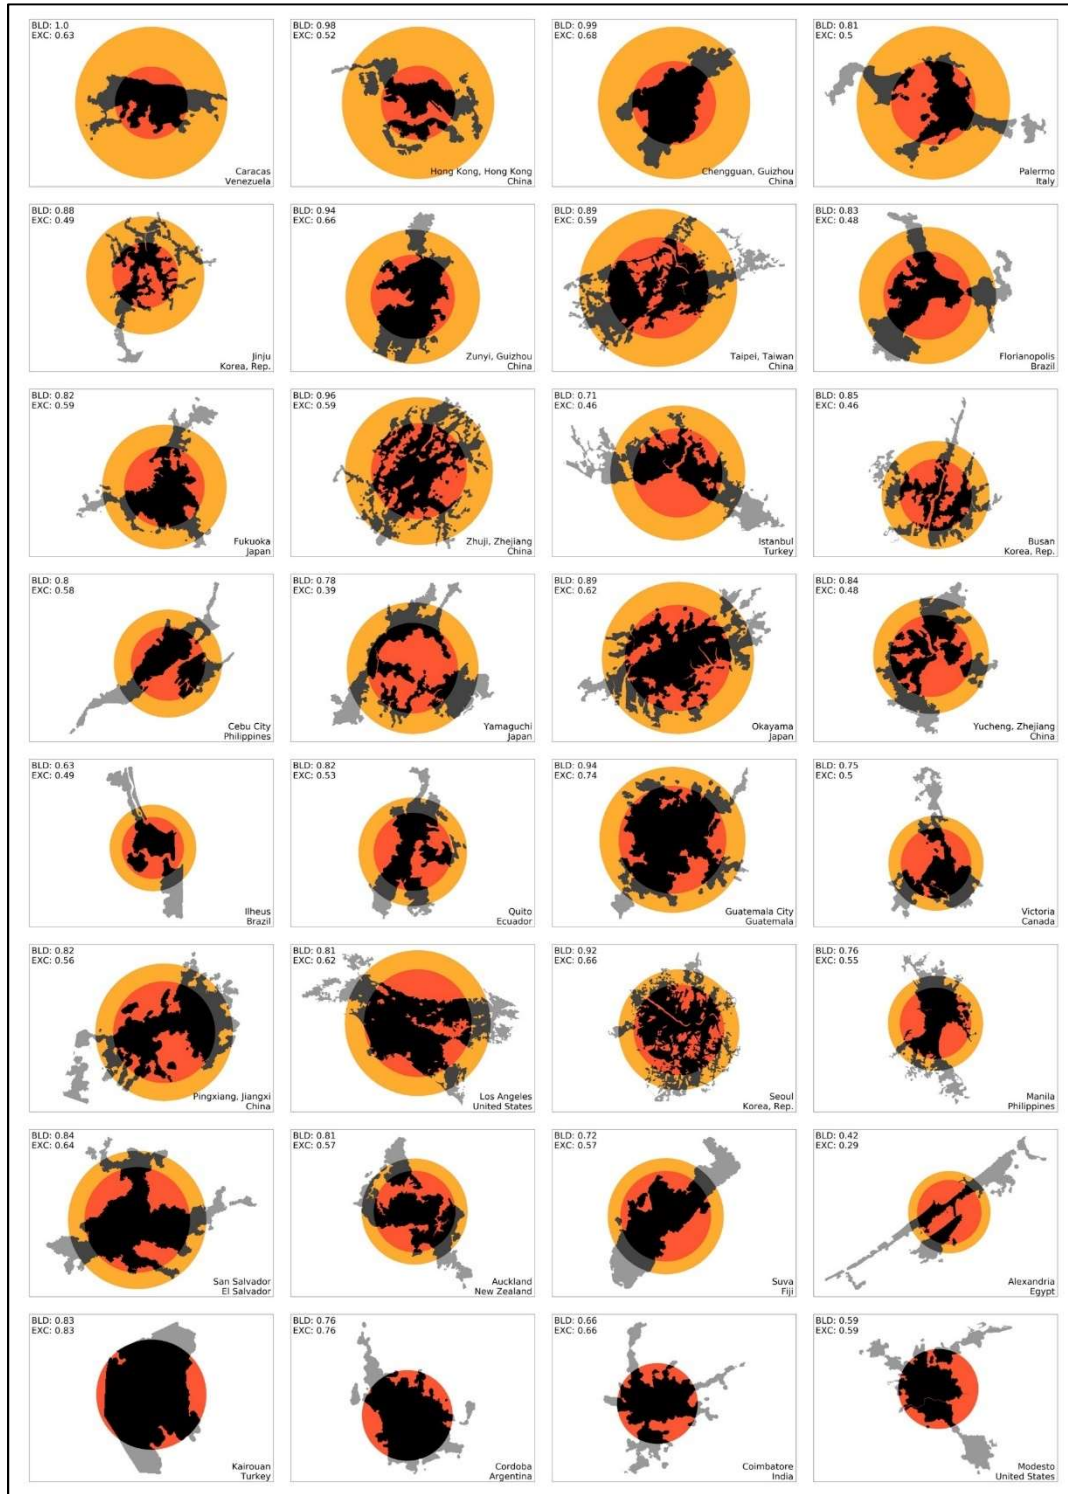 BLD: 1.0
EXC: 0.63
Caracas
Venezuela
BLD: 0.98
EXC: 0.52
Hong Kong, Hong Kong
China
BLD: 0.99
EXC: 0.68
Chengguan, Guizhou
China
BLD: 0.81
EXC: 0.5
Palermo
Italy
BLD: 0.88
EXC: 0.49
Jinju
Korea, Rep.
BLD: 0.94
EXC: 0.66
Zunyi, Guizhou
China
BLD: 0.89
EXC: 0.59
Taipei, Taiwan
China
BLD: 0.83
EXC: 0.48
Florianopolis
Brazil
BLD: 0.82
EXC: 0.59
Fukuoka
Japan
BLD: 0.96
EXC: 0.59
Zhuji, Zhejiang
China
BLD: 0.71
EXC: 0.46
Istanbul
Turkey
BLD: 0.85
EXC: 0.46
Busan
Korea, Rep.
BLD: 0.8
EXC: 0.58
Cebu City
Philippines
BLD: 0.78
EXC: 0.39
Yamaguchi
Japan
BLD: 0.89
EXC: 0.62
Okayama
Japan
BLD: 0.84
EXC: 0.48
Yucheng, Zhejiang
China
BLD: 0.63
EXC: 0.49
Ilheus
Brazil
BLD: 0.82
EXC: 0.53
Quito
Ecuador
BLD: 0.94
EXC: 0.74
Guatemala City
Guatemala
BLD: 0.75
EXC: 0.5
Victoria
Canada
BLD: 0.82
EXC: 0.56
Pingxiang, Jiangxi
China
BLD: 0.81
EXC: 0.62
Los Angeles
United States
BLD: 0.92
EXC: 0.66
Seoul
Korea, Rep.
BLD: 0.76
EXC: 0.55
Manila
Philippines
BLD: 0.84
EXC: 0.64
San Salvador
El Salvador
BLD: 0.81
EXC: 0.57
Auckland
New Zealand
BLD: 0.72
EXC: 0.57
Suva
Fiji
BLD: 0.42
EXC: 0.29
Alexandria
Egypt
BLD: 0.83
EXC: 0.83
Kairouan
Turkey
BLD: 0.76
EXC: 0.76
Cordoba
Argentina
BLD: 0.66
EXC: 0.66
Coimbatore
India
BLD: 0.59
EXC: 0.59
Modesto
United States